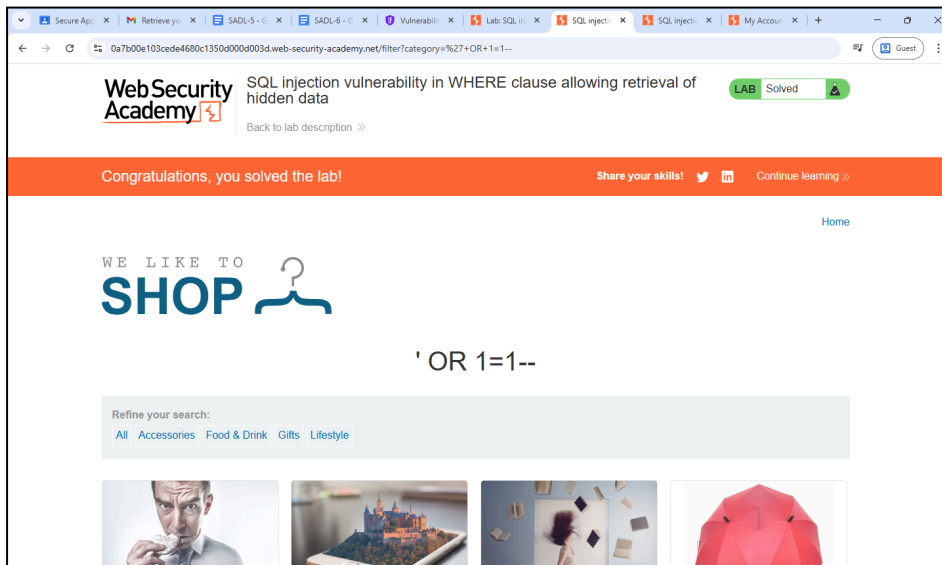 Secure App
Retrieve yo
SADL-5 - G
SADL-6 - G
Vulnerabili
Lab: SQL in
SQL injectic
SQL injectic
My Accoun
0a7b00e103cede4680c1350d000d003d.web-security-academy.net/filter?category=%27+OR+1=1--
Guest
WebSecurity
Academy
SQL injection vulnerability in WHERE clause allowing retrieval of
hidden data
Back to lab description
LAB Solved
Congratulations, you solved the lab!
Share your skills!
in
Continue learning
Home
WE LIKE TO
SHOP
' OR 1=1--
Refine your search:
All Accessories Food & Drink Gifts Lifestyle